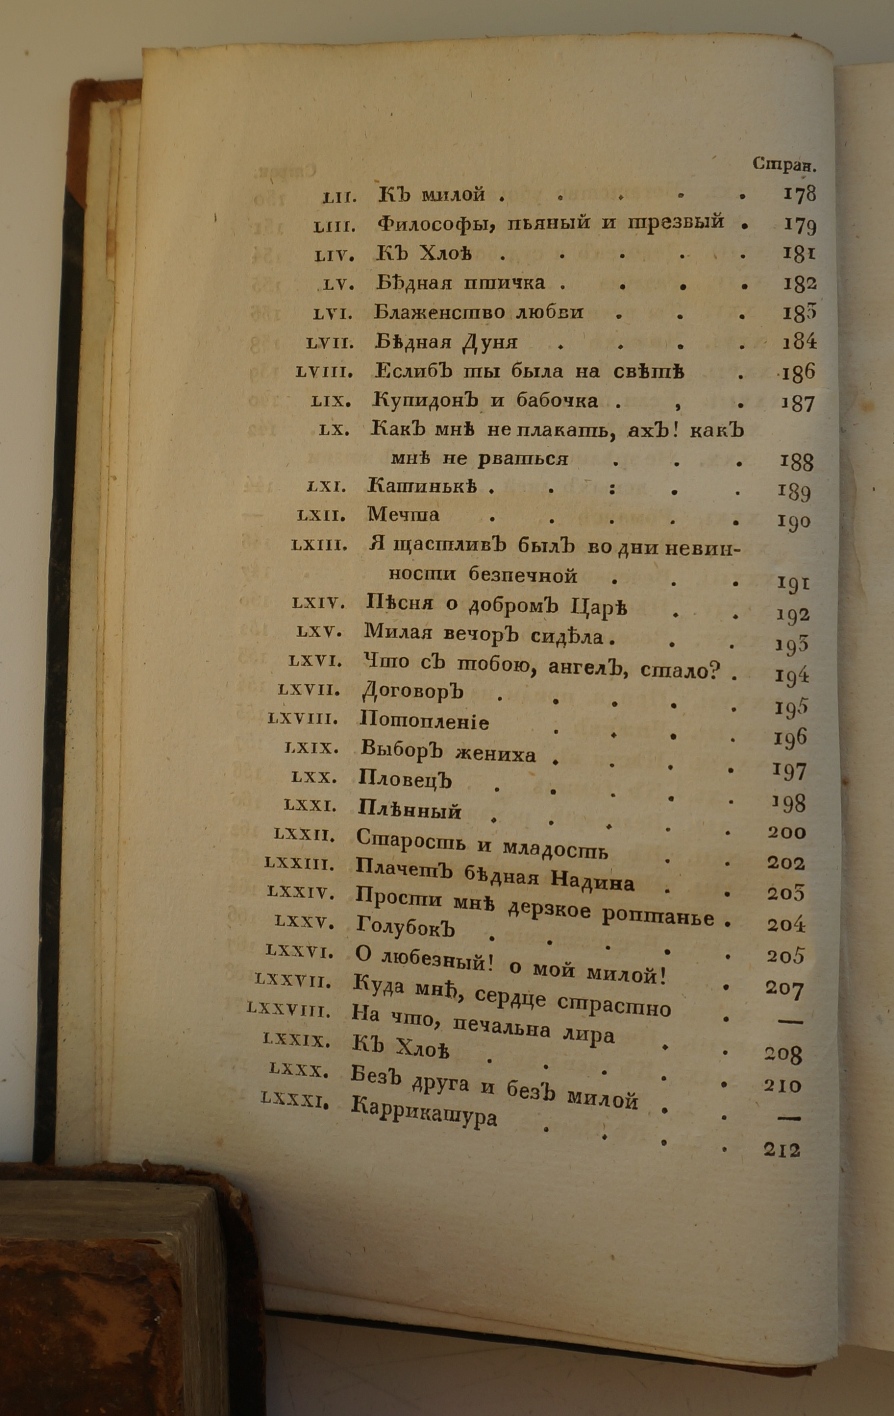 Стран.
LII. КЪ милой . . . . . 178
LIII. Философы, пьяный и трезвый . 179
LIV. КЪ Хлоѣ . . . . . 181
LV. Бѣдная птичка . . . . 182
LVI. Блаженство любви . . . 183
LVII. Бѣдная Дуня . . . . 184
LVIII. ЕслибЪ ты была на свѣтѣ . 186
LIX. КупидонЪ и бабочка . , . 187
LX. КакЪ мнѣ не плакать, ахЪ! какЪ
мнѣ не рваться . . . 188
LXI. Катинькѣ . . : . . 189
LXII. Мечта . . . . . 190
LXIII. Я щастливЪ былЪ во дни невин-
ности безпечной . . . 191
LXIV. Пѣсня о добромЪ Царѣ . . 192
LXV. Милая вечорЪ сидѣла . . . 193
LXVI. Что сЪ тобою, ангелЪ, стало? . 194
LXVII. ДоговорЪ . . . . . 195
LXVIII. Потопленіе . . . . 196
LXIX. ВыборЪ жениха . . . . 197
LXX. ПловецЪ . . . . . 198
LXXI. Плѣнный . . . . . 200
LXXII. Старость и младость . . 202
LXXIII. ПлачетЪ бѣдная Надина . . 203
LXXIV. Прости мнѣ дерзкое роптанье . 204
LXXV. ГолубокЪ . . . . . 205
LXXVI. О любезный! о мой милой! . 207
LXXVII. Куда мнѣ, сердце страстно . —
LXXVIII. На что, печальна лира . . 208
LXXIX. КЪ Хлоѣ . . . . . 210
LXXX. БезЪ друга и безЪ милой . . —
LXXXI. Каррикатура . . . . 212